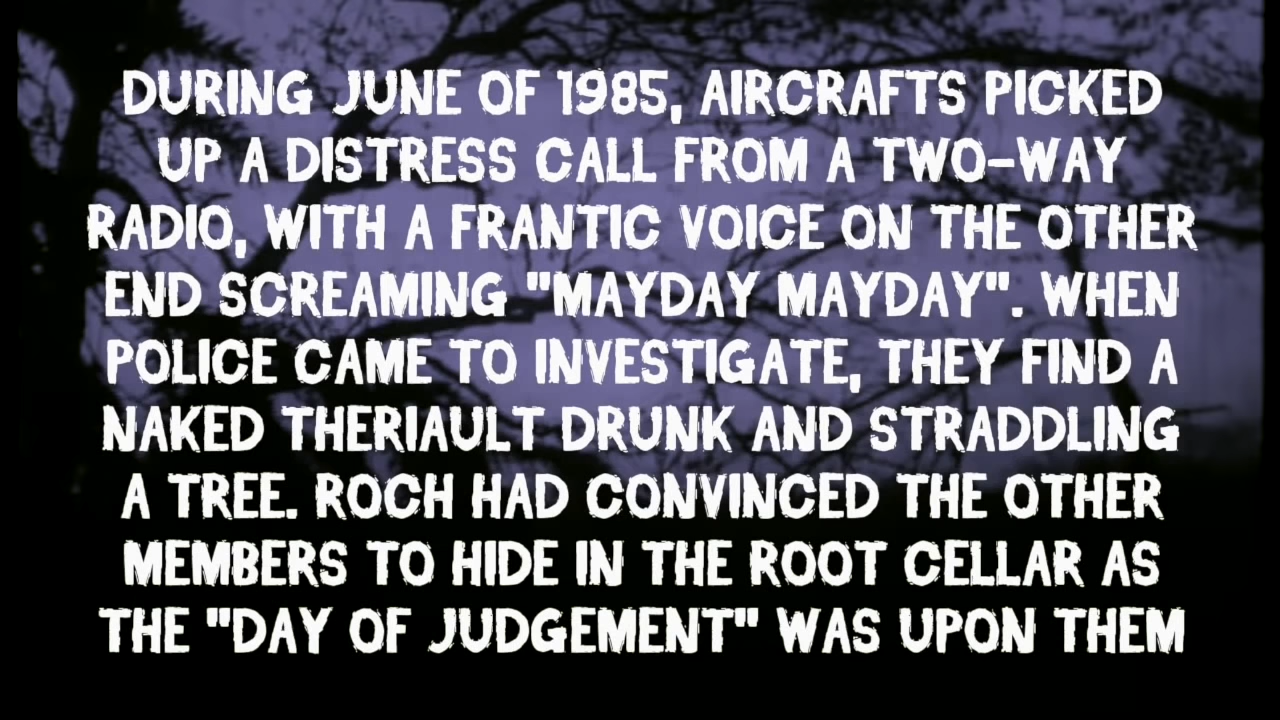 DURING JUNE OF 1985, AIRCRAFTS PICKED
UP A DISTRESS CALL FROM A TWO-WAY
RADIO, WITH A FRANTIC VOICE ON THE OTHER
END SCREAMING "MAYDAY MAYDAY". WHEN
POLICE CAME TO INVESTIGATE, THEY FIND A
NAKED THERIAULT DRUNK AND STRADDLING
A TREE. ROCH HAD CONVINCED THE OTHER
MEMBERS TO HIDE IN THE ROOT CELLAR AS
THE "DAY OF JUDGEMENT" WAS UPON THEM